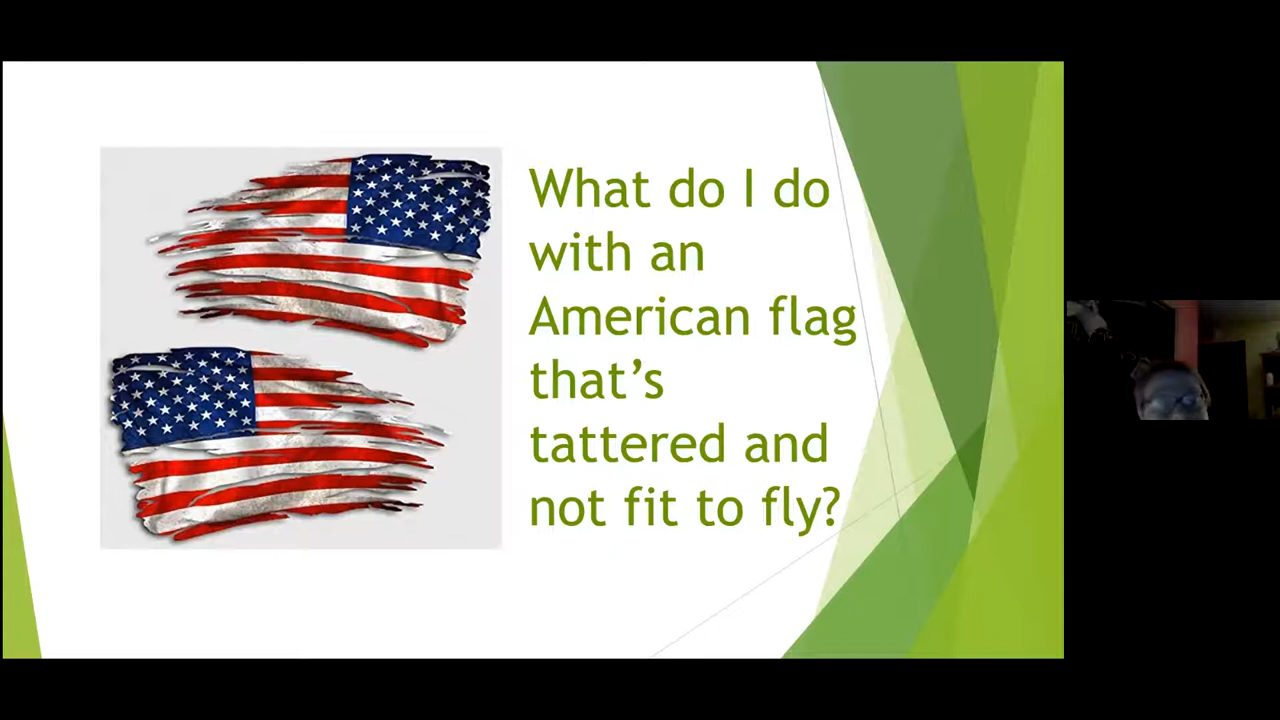 What do I do
with an
American flag
that’s
tattered and
not fit to fly?